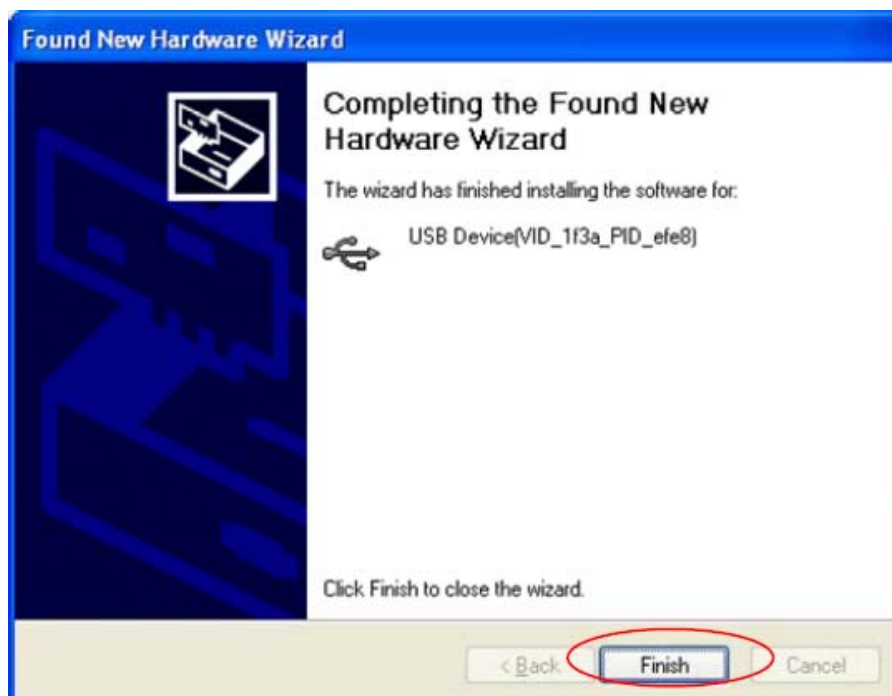 Found New Hardware Wizard
Completing the Found New
Hardware Wizard
The wizard has finished installing the software for:
USB Device(VID_1f3a_PID_efe8)
Click Finish to close the wizard.
< Back
Finish
Cancel